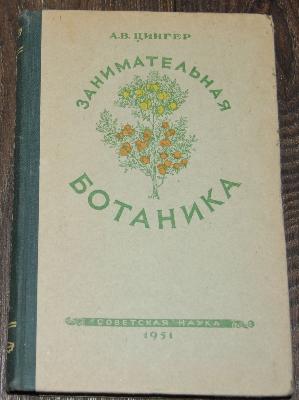 А.В. ЦИНГЕР
ЗАНИМАТЕЛЬНАЯ
БОТАНИКА
СОВЕТСКАЯ НАУКА
1951